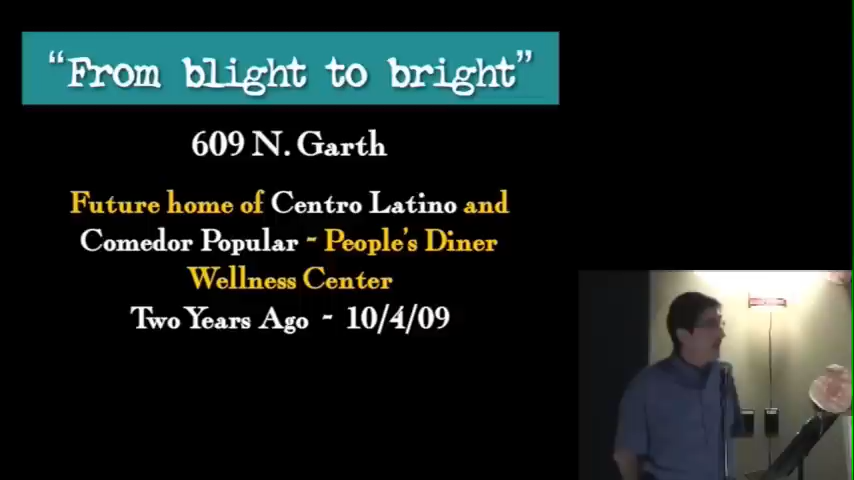 “From blight to bright”
609 N. Garth
Future home of Centro Latino and
Comedor Popular - People's Diner
Wellness Center
Two Years Ago - 10/4/09